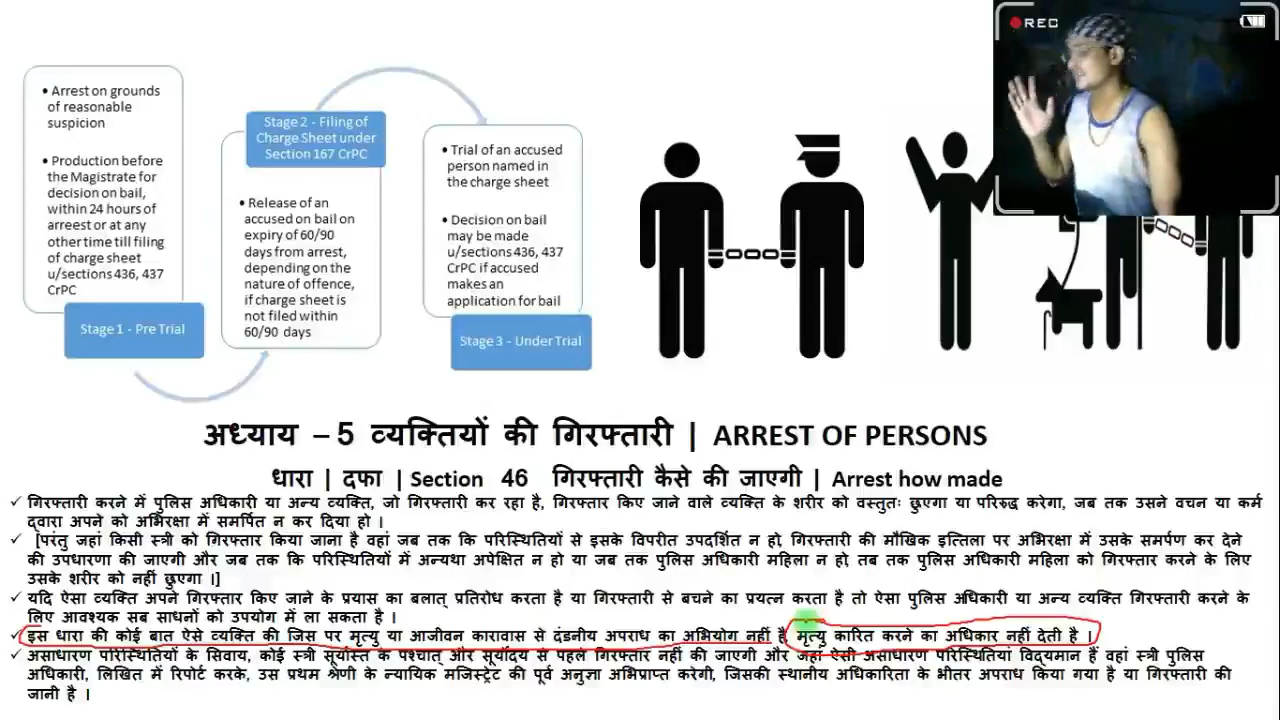 REC
• Arrest on grounds
of reasonable
suspicion
• Production before
the Magistrate for
decision on bail,
within 24 hours of
arreest or at any
other time till filing
of charge sheet
u/sections 436, 437
CrPC
Stage 1 - Pre Trial
Stage 2 - Filing of
Charge Sheet under
Section 167 CrPC
• Release of an
accused on bail on
expiry of 60/90
days from arrest,
depending on the
nature of offence,
if charge sheet is
not filed within
60/90 days
• Trial of an accused
person named in
the charge sheet
• Decision on bail
may be made
u/sections 436, 437
CrPC if accused
makes an
application for bail
Stage 3 - Under Trial
अध्याय – 5 व्यक्तियों की गिरफ्तारी | ARREST OF PERSONS
धारा | दफा | Section 46 गिरफ्तारी कैसे की जाएगी | Arrest how made
✓ गिरफ्तारी करने में पुलिस अधिकारी या अन्य व्यक्ति, जो गिरफ्तारी कर रहा है, गिरफ्तार किए जाने वाले व्यक्ति के शरीर को वस्तुतः छुएगा या परिरुद्ध करेगा, जब तक उसने वचन या कर्म
द्वारा अपने को अभिरक्षा में समर्पित न कर दिया हो ।
✓ [परंतु जहां किसी स्त्री को गिरफ्तार किया जाना है वहां जब तक कि परिस्थितियों से इसके विपरीत उपदर्शित न हो, गिरफ्तारी की मौखिक इत्तिला पर अभिरक्षा में उसके समर्पण कर देने
की उपधारणा की जाएगी और जब तक कि परिस्थितियों में अन्यथा अपेक्षित न हो या जब तक पुलिस अधिकारी महिला न हो, तब तक पुलिस अधिकारी महिला को गिरफ्तार करने के लिए
उसके शरीर को नहीं छुएगा ।]
✓ यदि ऐसा व्यक्ति अपने गिरफ्तार किए जाने के प्रयास का बलात् प्रतिरोध करता है या गिरफ्तारी से बचने का प्रयत्न करता है तो ऐसा पुलिस अधिकारी या अन्य व्यक्ति गिरफ्तारी करने के
लिए आवश्यक सब साधनों को उपयोग में ला सकता है ।
✓ इस धारा की कोई बात ऐसे व्यक्ति की जिस पर मृत्यु या आजीवन कारावास से दंडनीय अपराध का अभियोग नहीं है, मृत्यु कारित करने का अधिकार नहीं देती है ।
✓ असाधारण परिस्थितियों के सिवाय, कोई स्त्री सूर्यास्त के पश्चात् और सूर्योदय से पहले गिरफ्तार नहीं की जाएगी और जहां ऐसी असाधारण परिस्थितियां विद्यमान हैं वहां स्त्री पुलिस
अधिकारी, लिखित में रिपोर्ट करके, उस प्रथम श्रेणी के न्यायिक मजिस्ट्रेट की पूर्व अनुज्ञा अभिप्राप्त करेगी, जिसकी स्थानीय अधिकारिता के भीतर अपराध किया गया है या गिरफ्तारी की
जानी है ।